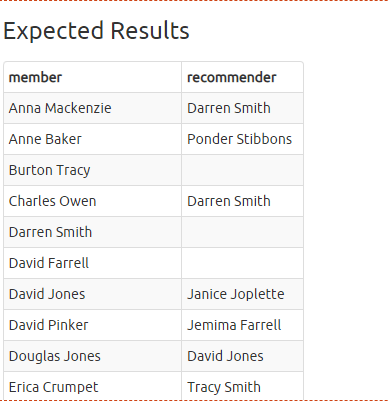 Expected Results
member recommender
Anna Mackenzie Darren Smith
Anne Baker Ponder Stibbons
Burton Tracy
Charles Owen Darren Smith
Darren Smith
David Farrell
David Jones Janice Joplette
David Pinker Jemima Farrell
Douglas Jones David Jones
Erica Crumpet Tracy Smith